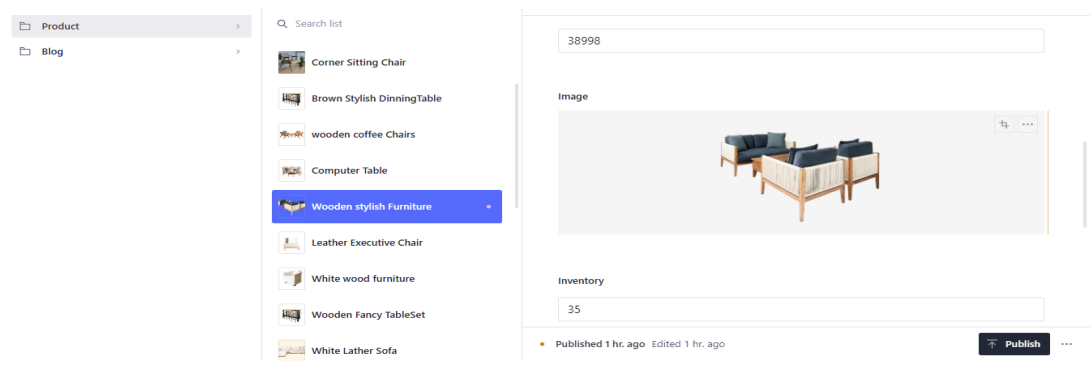 Product
Blog
Search list
Corner Sitting Chair
Brown Stylish DinningTable
wooden coffee Chairs
Computer Table
Wooden stylish Furniture
Leather Executive Chair
White wood furniture
Wooden Fancy TableSet
White Lather Sofa
38998
Image
Inventory
35
Published 1 hr. ago Edited 1 hr. ago
Publish